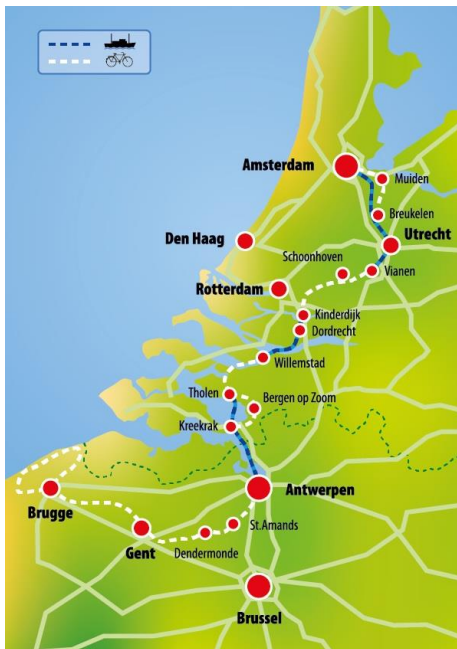 Amsterdam
Muiden
Breukelen
Utrecht
Den Haag
Schoonhoven
Vianen
Rotterdam
Kinderdijk
Dordrecht
Willemstad
Tholen
Bergen op Zoom
Kreekrak
Antwerpen
Brugge
St.Amands
Gent
Dendermonde
Brussel